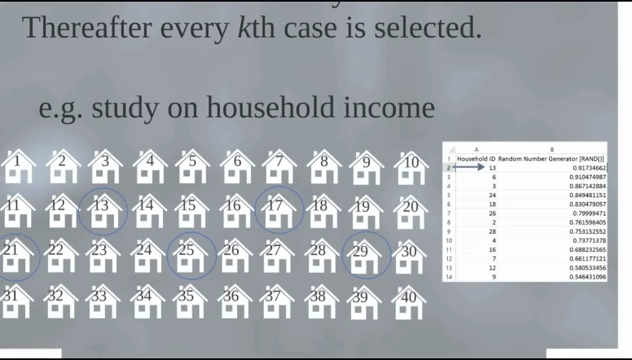 Thereafter every kth case is selected.
e.g. study on household income
1 2 3 4 5 6 7 8 9 10
11 12 13 14 15 16 17 18 19 20
21 22 23 24 25 26 27 28 29 30
31 32 33 34 35 36 37 38 39 40
A B
1 Household ID Random Number Generator [RAND()]
2 13 0.91734662
3 6 0.910474987
4 3 0.867142884
5 24 0.849481151
6 18 0.830479057
7 26 0.79999471
8 2 0.761596405
9 28 0.753152552
10 4 0.73771378
11 16 0.688232565
12 7 0.661177121
13 12 0.580533456
14 9 0.546431096